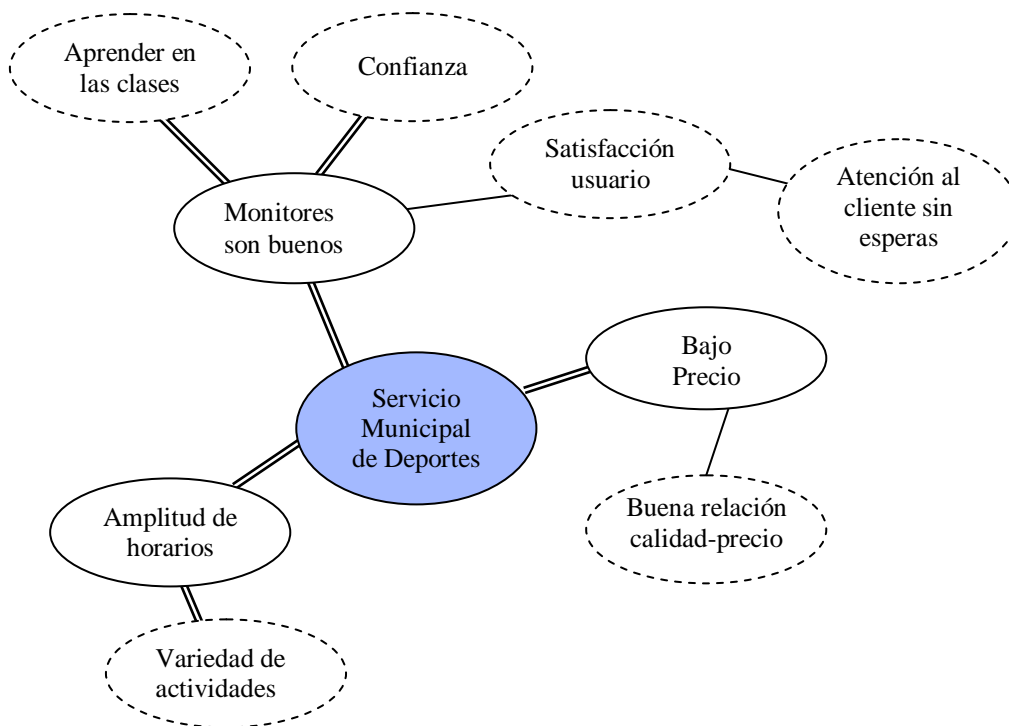 Aprender en
las clases
Confianza
Satisfacción
usuario
Atención al
cliente sin
esperas
Monitores
son buenos
Bajo
Precio
Servicio
Municipal
de Deportes
Buena relación
calidad-precio
Amplitud de
horarios
Variedad de
actividades